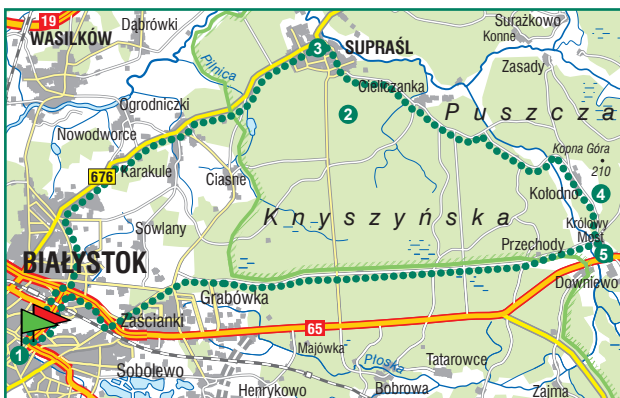 19
Dąbrówki
Surażkowo
Konne
WASILKÓW
3
SUPRAŚL
Pilnica
Zasady
Cieliczanka
Ogrodniczki
2
Puszcza
Nowodworce
Kopna Góra
210
676
Karakule
Ciasne
Kołodno
4
Knyszyńska
Sowlany
Królowy
Most
Przechody
BIAŁYSTOK
5
Downiewo
Grabówka
Zaścianki
65
1
Majówka
Płoska
Tatarowce
Sobolewo
Henrykowo
Bobrowa
Zajma